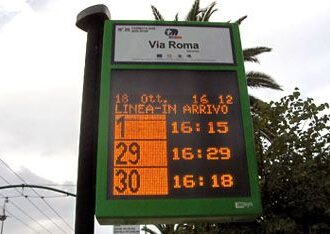 Via Roma
18 Ott. 16 12
LINEA-IN ARRIVO
1 16:15
29 16:29
30 16:18